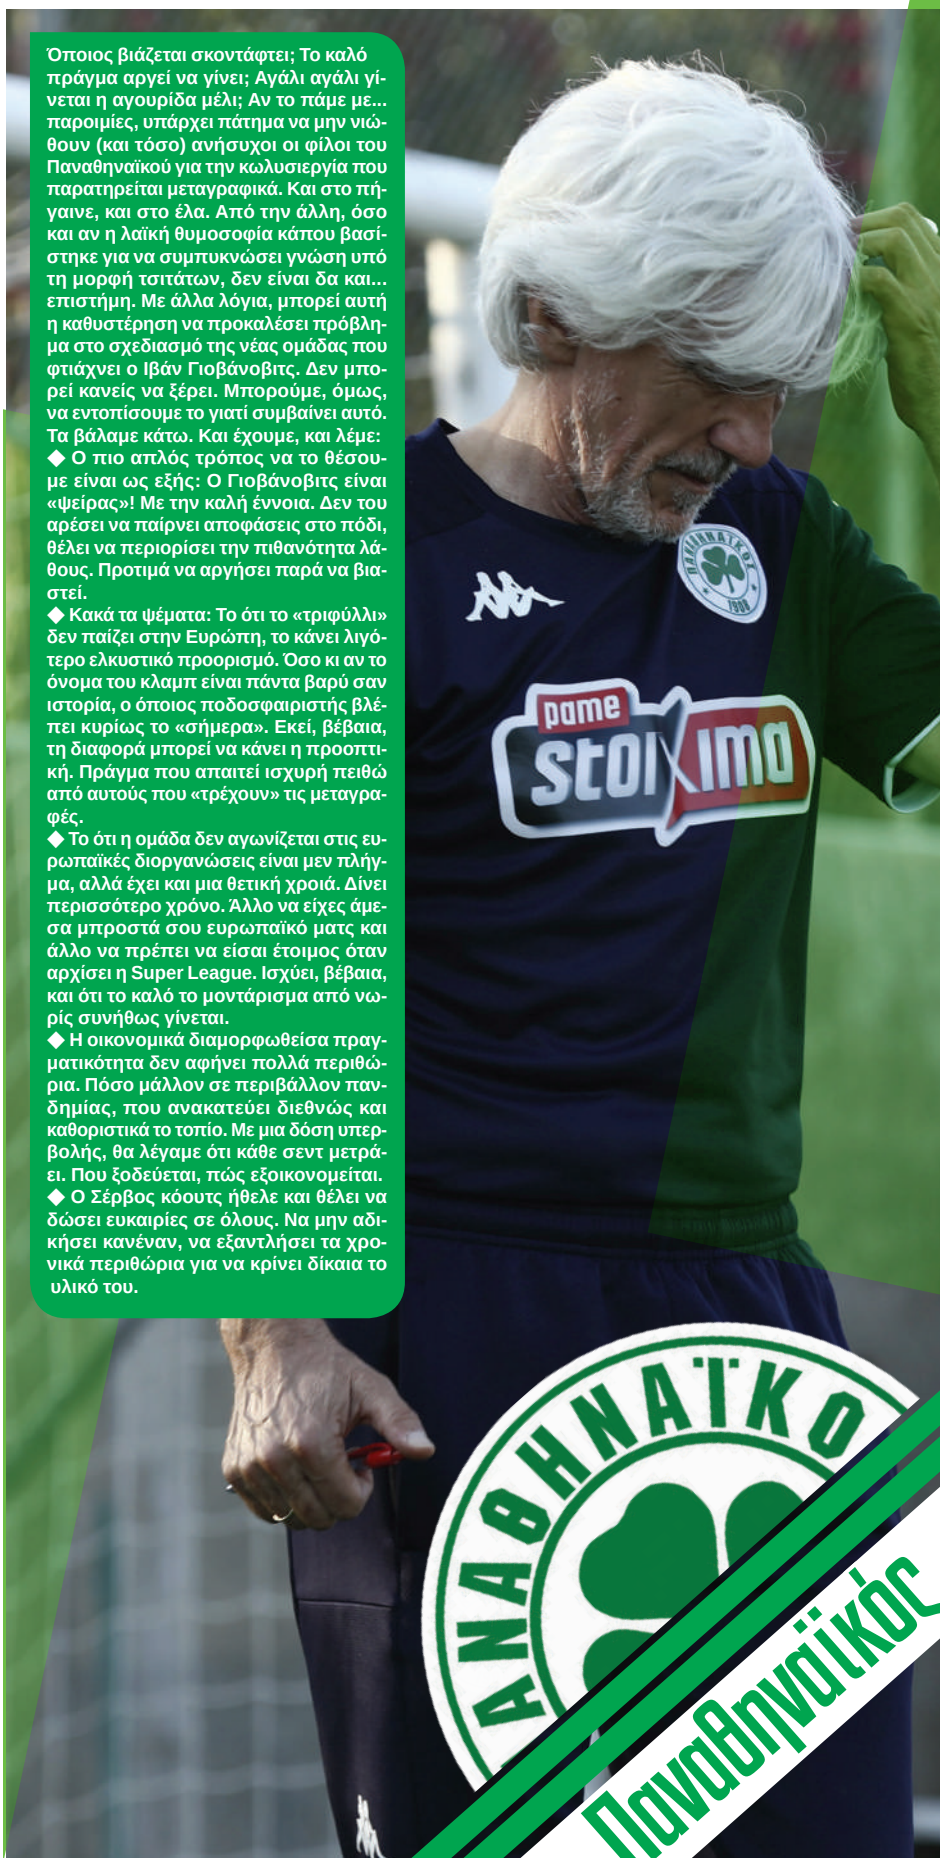 Όποιος βιάζεται σκοντάφτει; Το καλό
πράγμα αργεί να γίνει; Αγάλι αγάλι γί-
νεται η αγουρίδα μέλι; Αν το πάμε με...
παροιμίες, υπάρχει πάτημα να μην νιώ-
θουν (και τόσο) ανήσυχοι οι φίλοι του
Παναθηναϊκού για την κωλυσιεργία που
παρατηρείται μεταγραφικά. Και στο πή-
γαινε, και στο έλα. Από την άλλη, όσο
και αν η λαϊκή θυμοσοφία κάπου βασί-
στηκε για να συμπυκνώσει γνώση υπό
τη μορφή τσιτάτων, δεν είναι δα και...
επιστήμη. Με άλλα λόγια, μπορεί αυτή
η καθυστέρηση να προκαλέσει πρόβλη-
μα στο σχεδιασμό της νέας ομάδας που
φτιάχνει ο Ιβάν Γιοβάνοβιτς. Δεν μπο-
ρεί κανείς να ξέρει. Μπορούμε, όμως,
να εντοπίσουμε το γιατί συμβαίνει αυτό.
Τα βάλαμε κάτω. Και έχουμε, και λέμε:
◆ Ο πιο απλός τρόπος να το θέσου-
με είναι ως εξής: Ο Γιοβάνοβιτς είναι
«ψείρας»! Με την καλή έννοια. Δεν του
αρέσει να παίρνει αποφάσεις στο πόδι,
θέλει να περιορίσει την πιθανότητα λά-
θους. Προτιμά να αργήσει παρά να βια-
στεί.
◆ Κακά τα ψέματα: Το ότι το «τριφύλλι»
δεν παίζει στην Ευρώπη, το κάνει λιγό-
τερο ελκυστικό προορισμό. Όσο κι αν το
όνομα του κλαμπ είναι πάντα βαρύ σαν
ιστορία, ο όποιος ποδοσφαιριστής βλέ-
πει κυρίως το «σήμερα». Εκεί, βέβαια,
τη διαφορά μπορεί να κάνει η προοπτι-
κή. Πράγμα που απαιτεί ισχυρή πειθώ
από αυτούς που «τρέχουν» τις μεταγρα-
φές.
◆ Το ότι η ομάδα δεν αγωνίζεται στις ευ-
ρωπαϊκές διοργανώσεις είναι μεν πλήγ-
μα, αλλά έχει και μια θετική χροιά. Δίνει
περισσότερο χρόνο. Άλλο να είχες άμε-
σα μπροστά σου ευρωπαϊκό ματς και
άλλο να πρέπει να είσαι έτοιμος όταν
αρχίσει η Super League. Ισχύει, βέβαια,
και ότι το καλό το μοντάρισμα από νω-
ρίς συνήθως γίνεται.
◆ Η οικονομικά διαμορφωθείσα πραγ-
ματικότητα δεν αφήνει πολλά περιθώ-
ρια. Πόσο μάλλον σε περιβάλλον παν-
δημίας, που ανακατεύει διεθνώς και
καθοριστικά το τοπίο. Με μια δόση υπερ-
βολής, θα λέγαμε ότι κάθε σεντ μετρά-
ει. Που ξοδεύεται, πώς εξοικονομείται.
◆ Ο Σέρβος κόουτς ήθελε και θέλει να
δώσει ευκαιρίες σε όλους. Να μην αδι-
κήσει κανέναν, να εξαντλήσει τα χρο-
νικά περιθώρια για να κρίνει δίκαια το
υλικό του.
ΠΑΝΑΘΗΝΑΪΚΟΣ
1908
pame
stoiXima
ΑΝΑΘΗΝΑΪΚΟ
Παναθηναϊκός